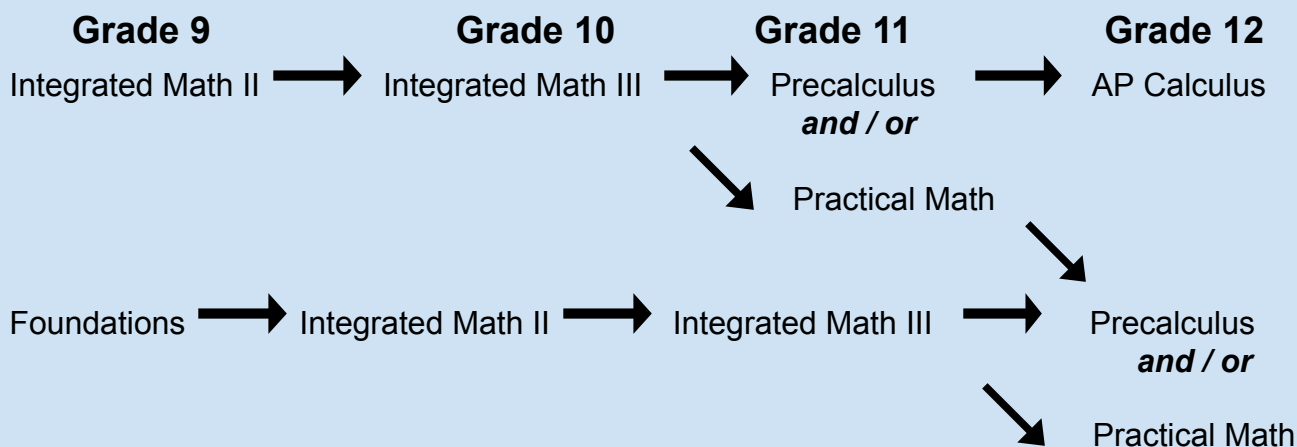 Grade 9 Grade 10 Grade 11 Grade 12
Integrated Math II Integrated Math III Precalculus AP Calculus
and / or
Practical Math
Foundations Integrated Math II Integrated Math III Precalculus
and / or
Practical Math